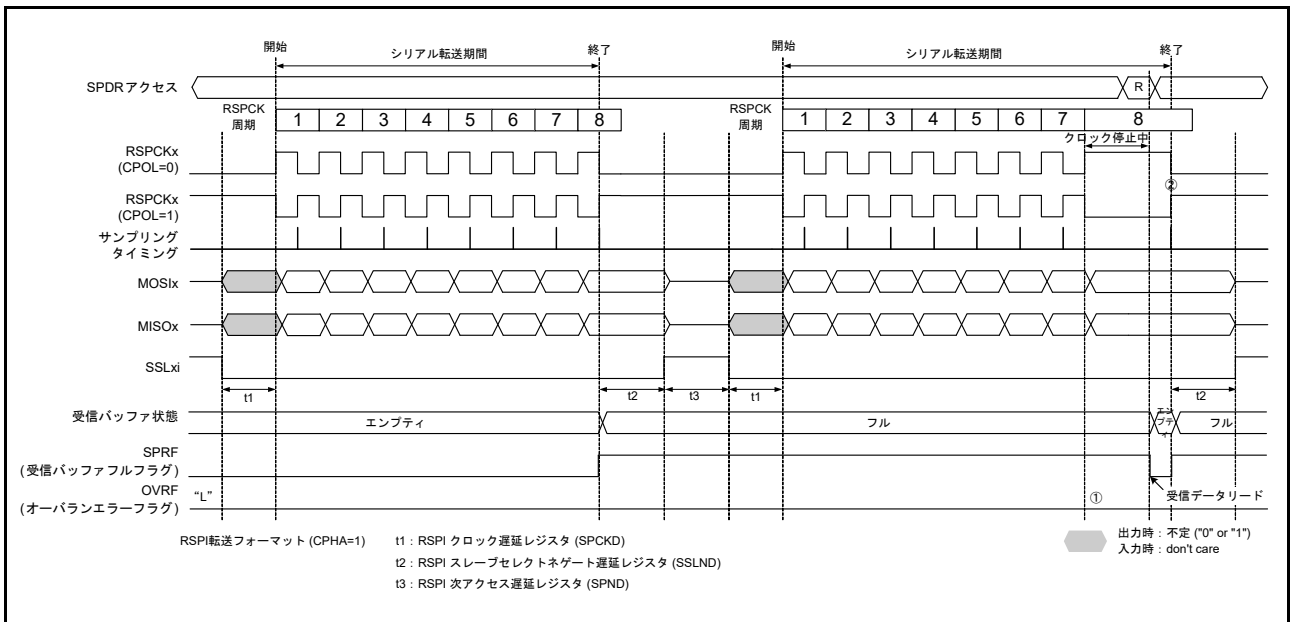 開始 シリアル転送期間 終了 開始 シリアル転送期間 終了
SPDRアクセス R
RSPCK
周期
1 2 3 4 5 6 7 8
RSPCK
周期
1 2 3 4 5 6 7 8
クロック停止中
RSPCKx
(CPOL=0)
②
RSPCKx
(CPOL=1)
サンプリング
タイミング
MOSIx
MISOx
SSLxi
t1 t2 t3 t1 t2
受信バッファ状態 エンプティ フル エンプティ フル
SPRF
(受信バッファフルフラグ)
OVRF
(オーバランエラーフラグ)
“L”
① 受信データリード
RSPI転送フォーマット (CPHA=1)
t1:RSPI クロック遅延レジスタ (SPCKD)
t2:RSPI スレーブセレクトネゲート遅延レジスタ (SSLND)
t3:RSPI 次アクセス遅延レジスタ (SPND)
出力時:不定 ("0" or "1")
入力時:don't care